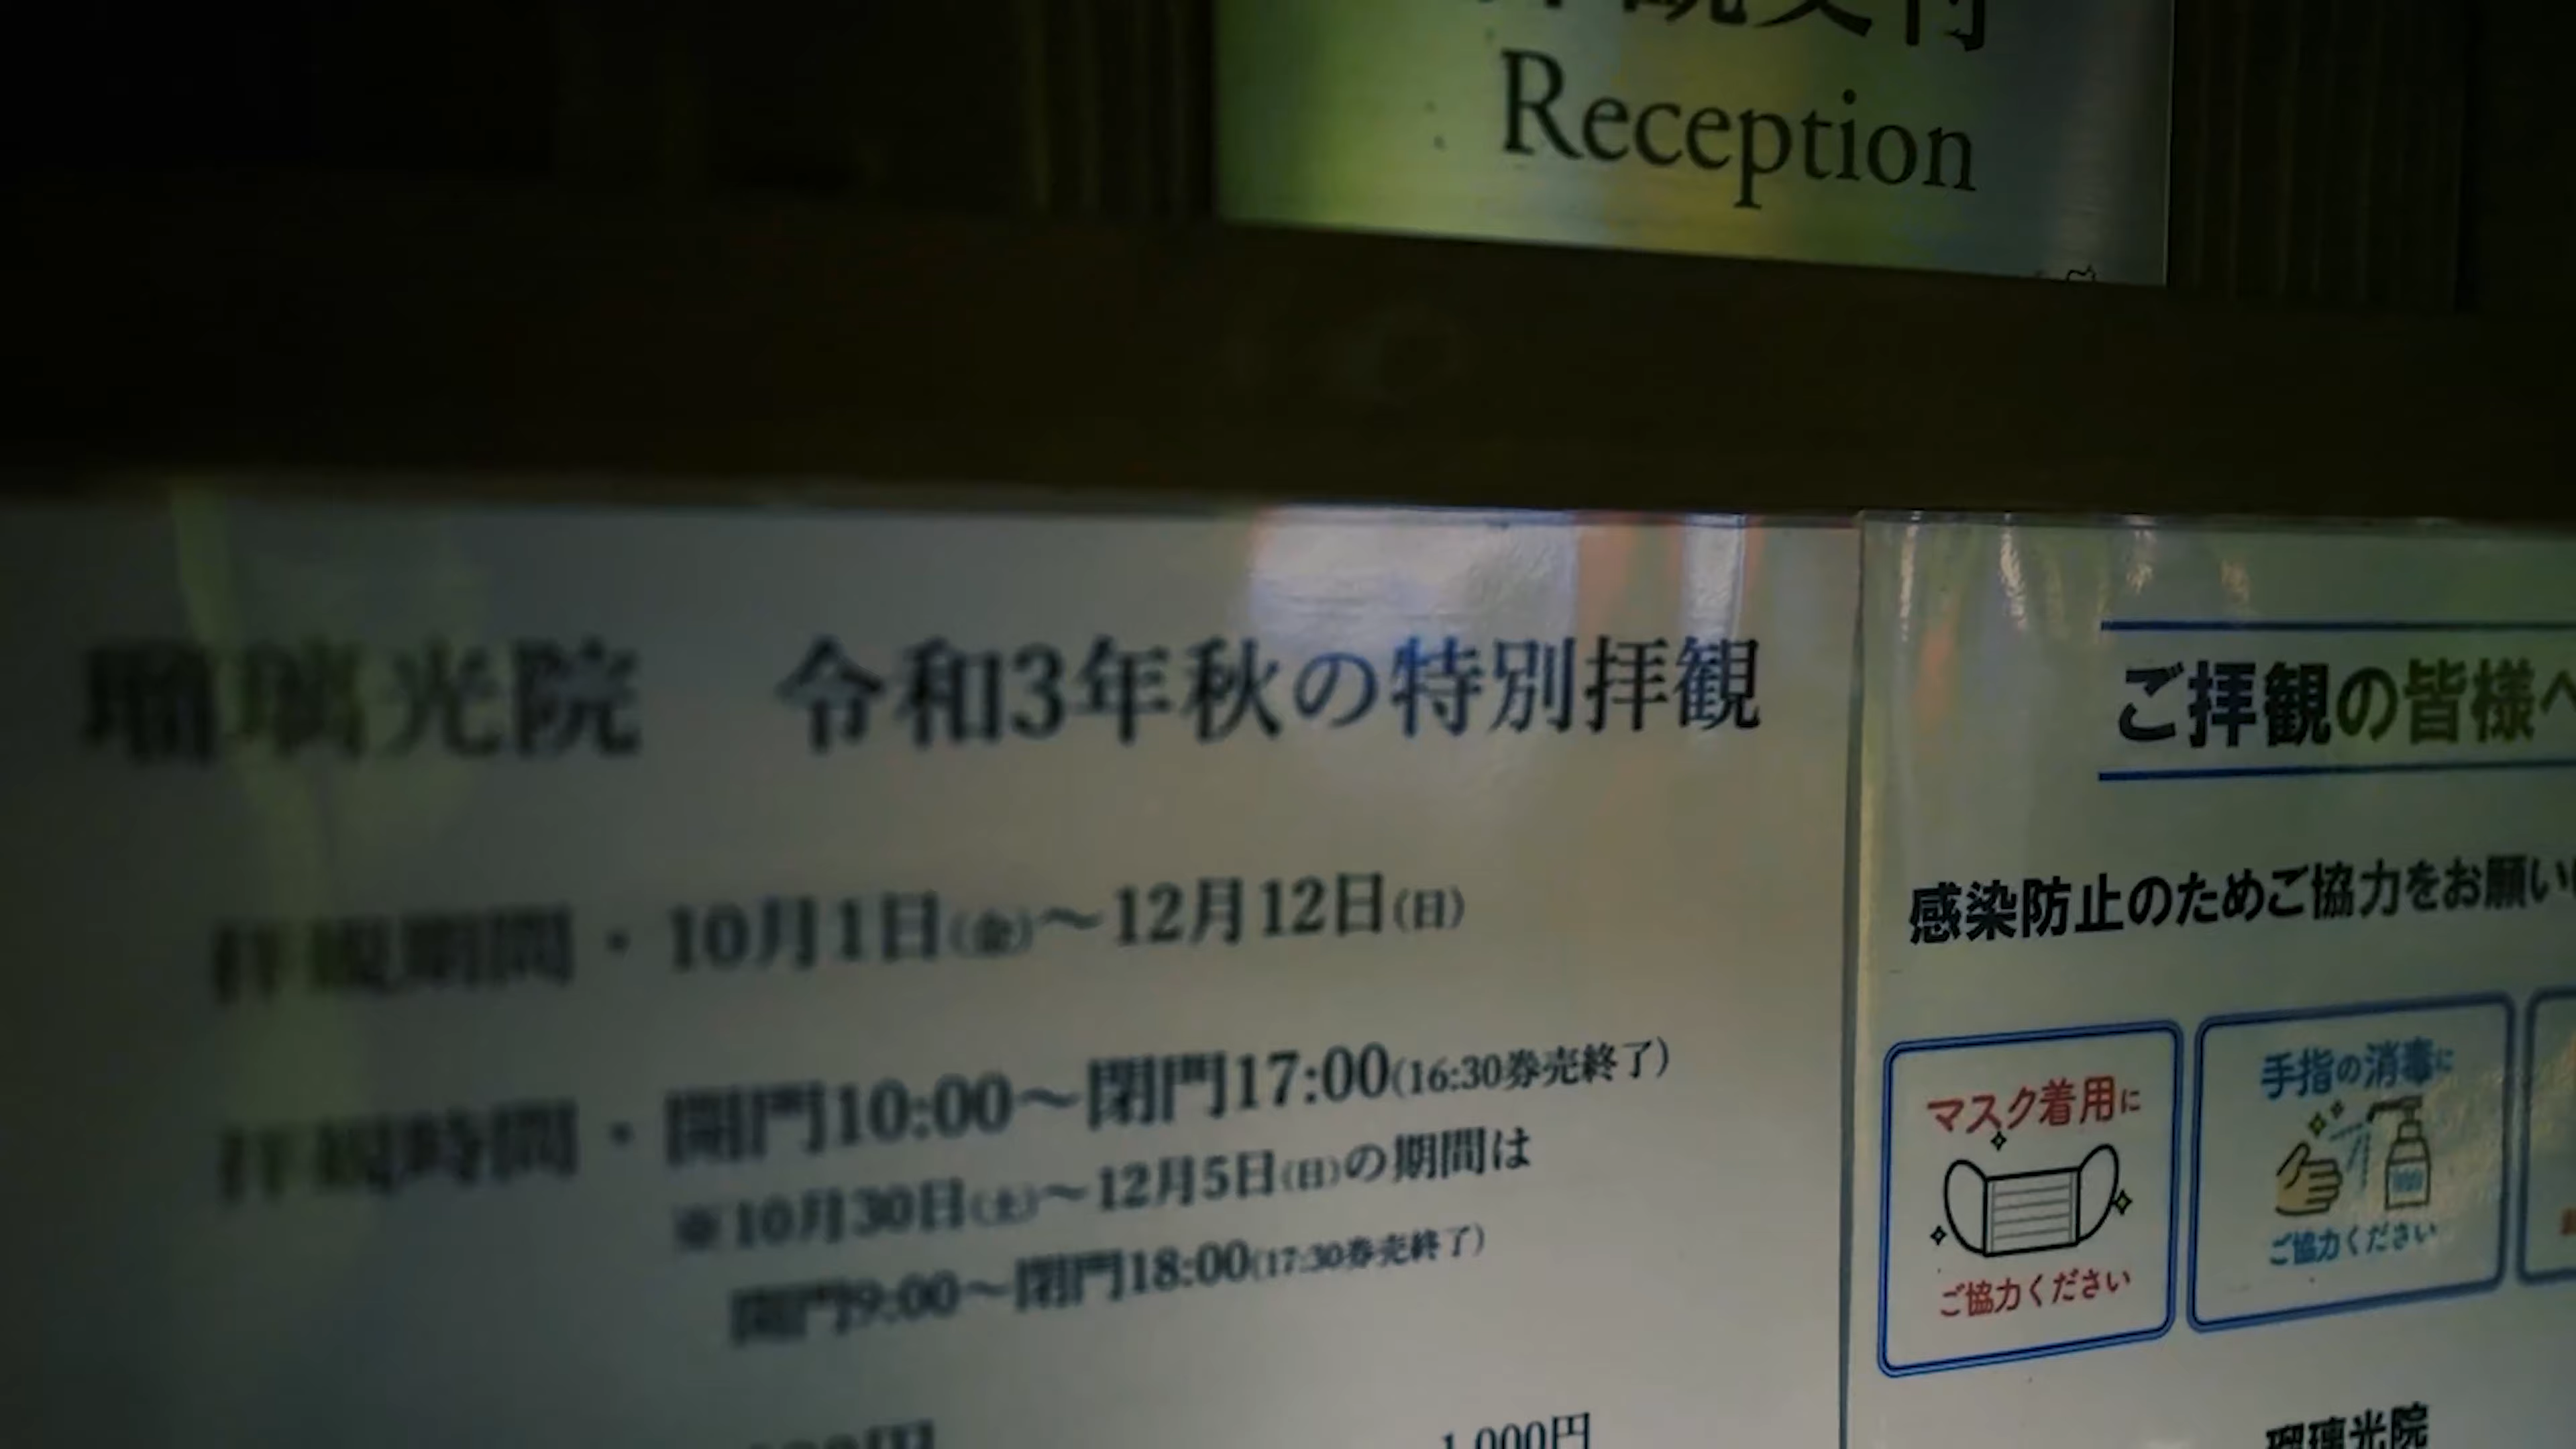 Reception
瑠璃光院 令和3年秋の特別拝観
拝観期間・10月1日(金)～12月12日(日)
拝観時間・開門10:00～閉門17:00(16:30券売終了)
※10月30日(土)～12月5日(日)の期間は
開門9:00～閉門18:00(17:30券売終了)
1,000円
ご拝観の皆様へ
感染防止のためご協力をお願い
マスク着用に
ご協力ください
手指の消毒に
ご協力ください
瑠璃光院